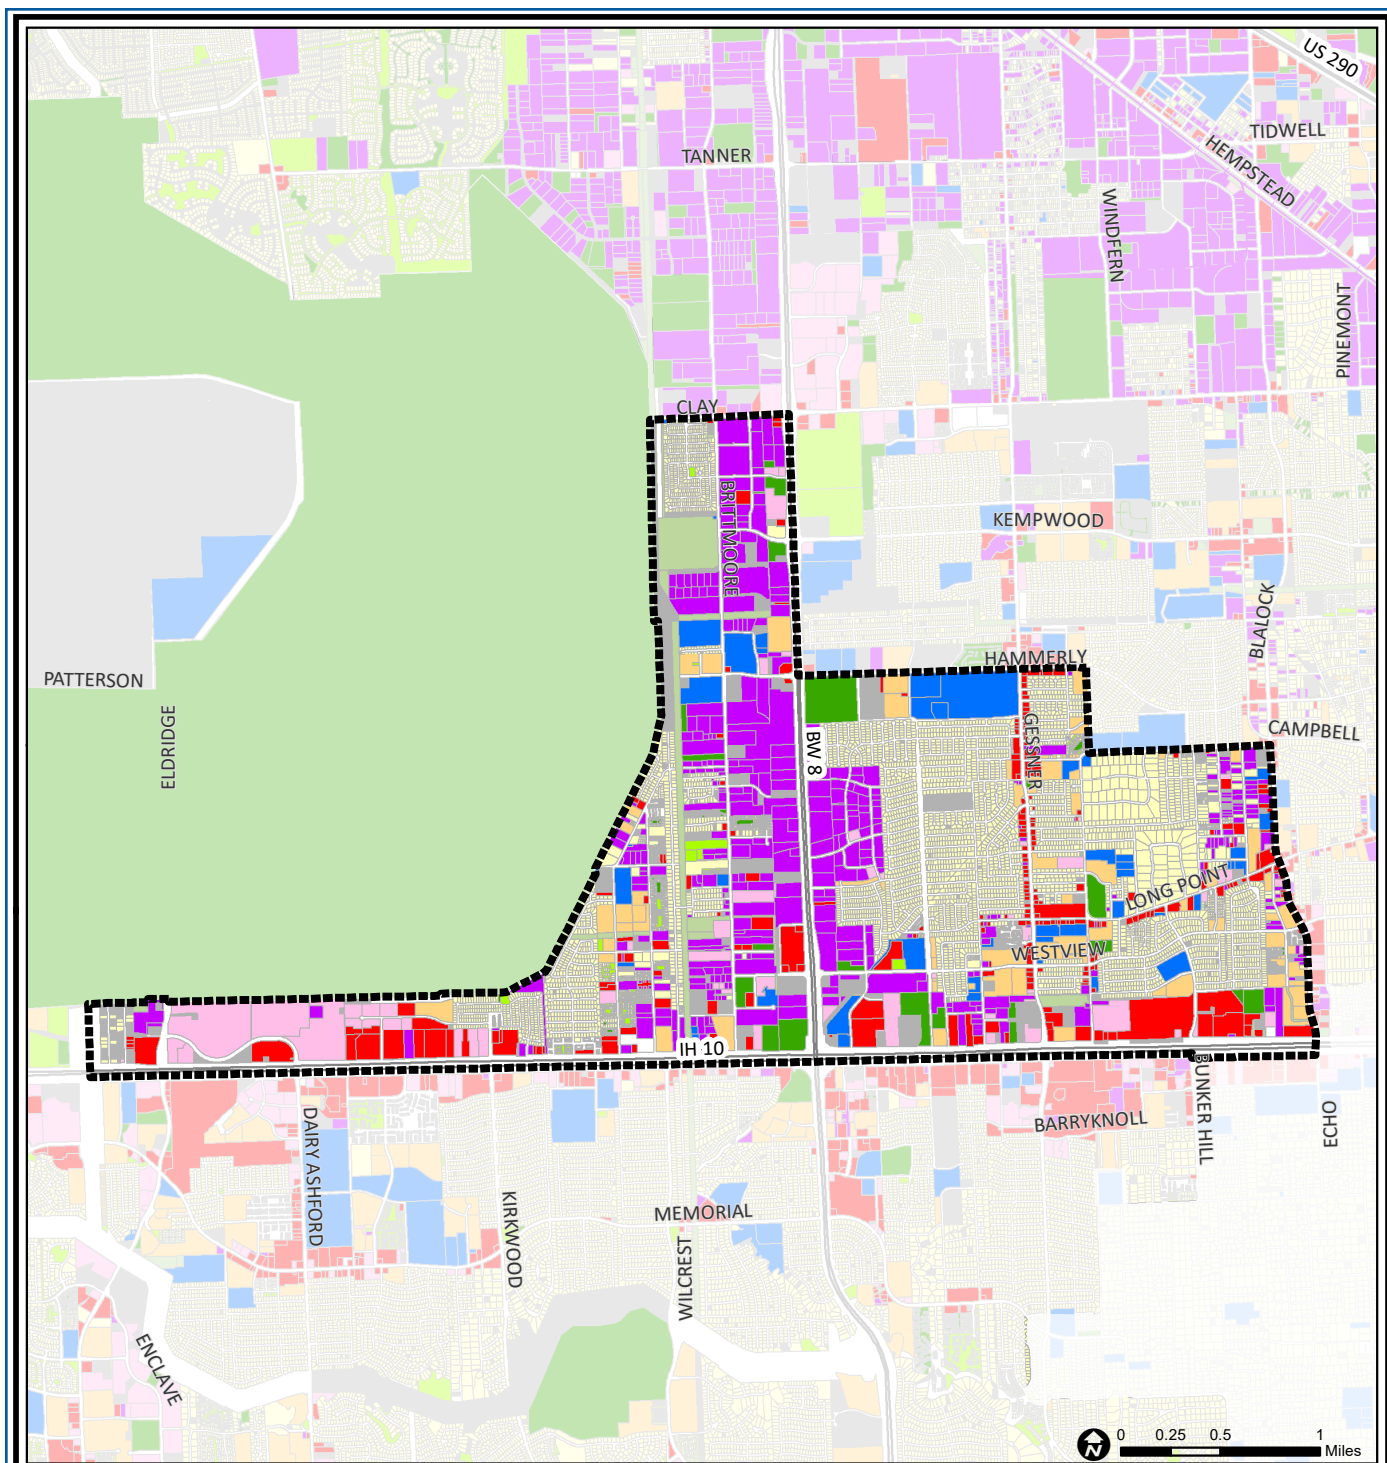 US 290
TIDWELL
TANNER
HEMPSTEAD
WINDFERN
PINEMONT
CLAY
BRITTMOORE
KEMPWOOD
BLALOCK
HAMMERLY
PATTERSON
ELDRIDGE
GESSNER
CAMPBELL
BW 8
LONG POINT
WESTVIEW
IH 10
BUNKER HILL
DAIRY ASHFORD
BARRYKNOLL
ECHO
KIRKWOOD
MEMORIAL
WILCREST
ENCLAVE
N
0 0.25 0.5 1
Miles